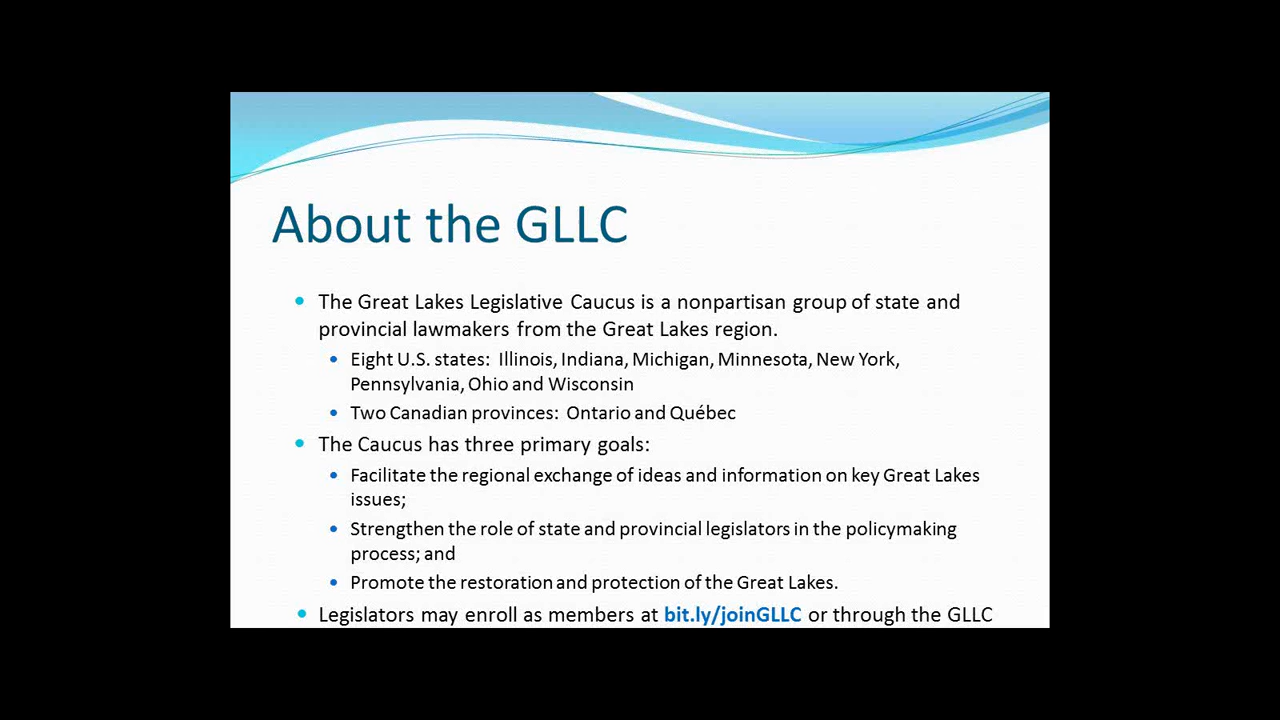 About the GLLC
The Great Lakes Legislative Caucus is a nonpartisan group of state and
provincial lawmakers from the Great Lakes region.
Eight U.S. states: Illinois, Indiana, Michigan, Minnesota, New York,
Pennsylvania, Ohio and Wisconsin
Two Canadian provinces: Ontario and Québec
The Caucus has three primary goals:
Facilitate the regional exchange of ideas and information on key Great Lakes
issues;
Strengthen the role of state and provincial legislators in the policymaking
process; and
Promote the restoration and protection of the Great Lakes.
Legislators may enroll as members at bit.ly/joinGLLC or through the GLLC